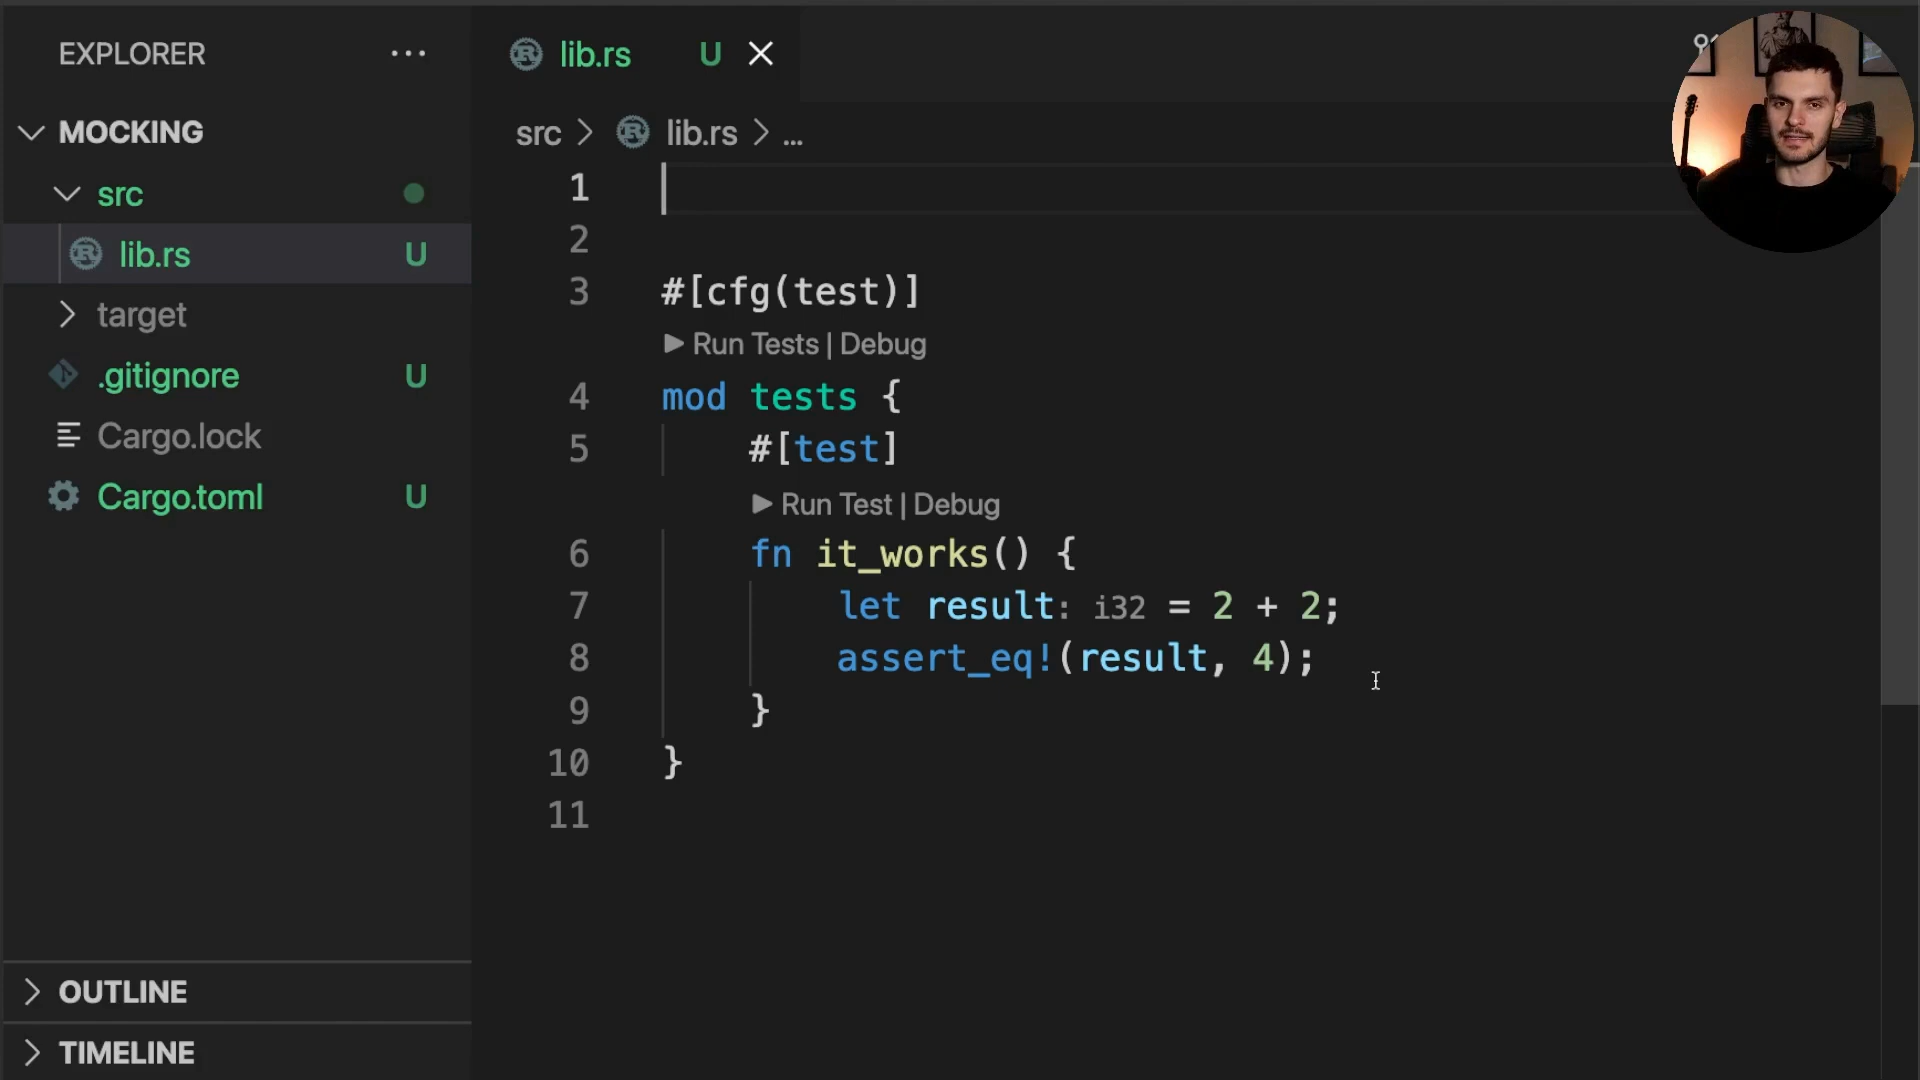 EXPLORER ...
MOCKING
src
lib.rs U
target
.gitignore U
Cargo.lock
Cargo.toml U
OUTLINE
TIMELINE
lib.rs U
src > lib.rs > ...
1
2
3 #[cfg(test)]
Run Tests | Debug
4 mod tests {
5 #[test]
Run Test | Debug
6 fn it_works() {
7 let result: i32 = 2 + 2;
8 assert_eq!(result, 4);
9 }
10 }
11